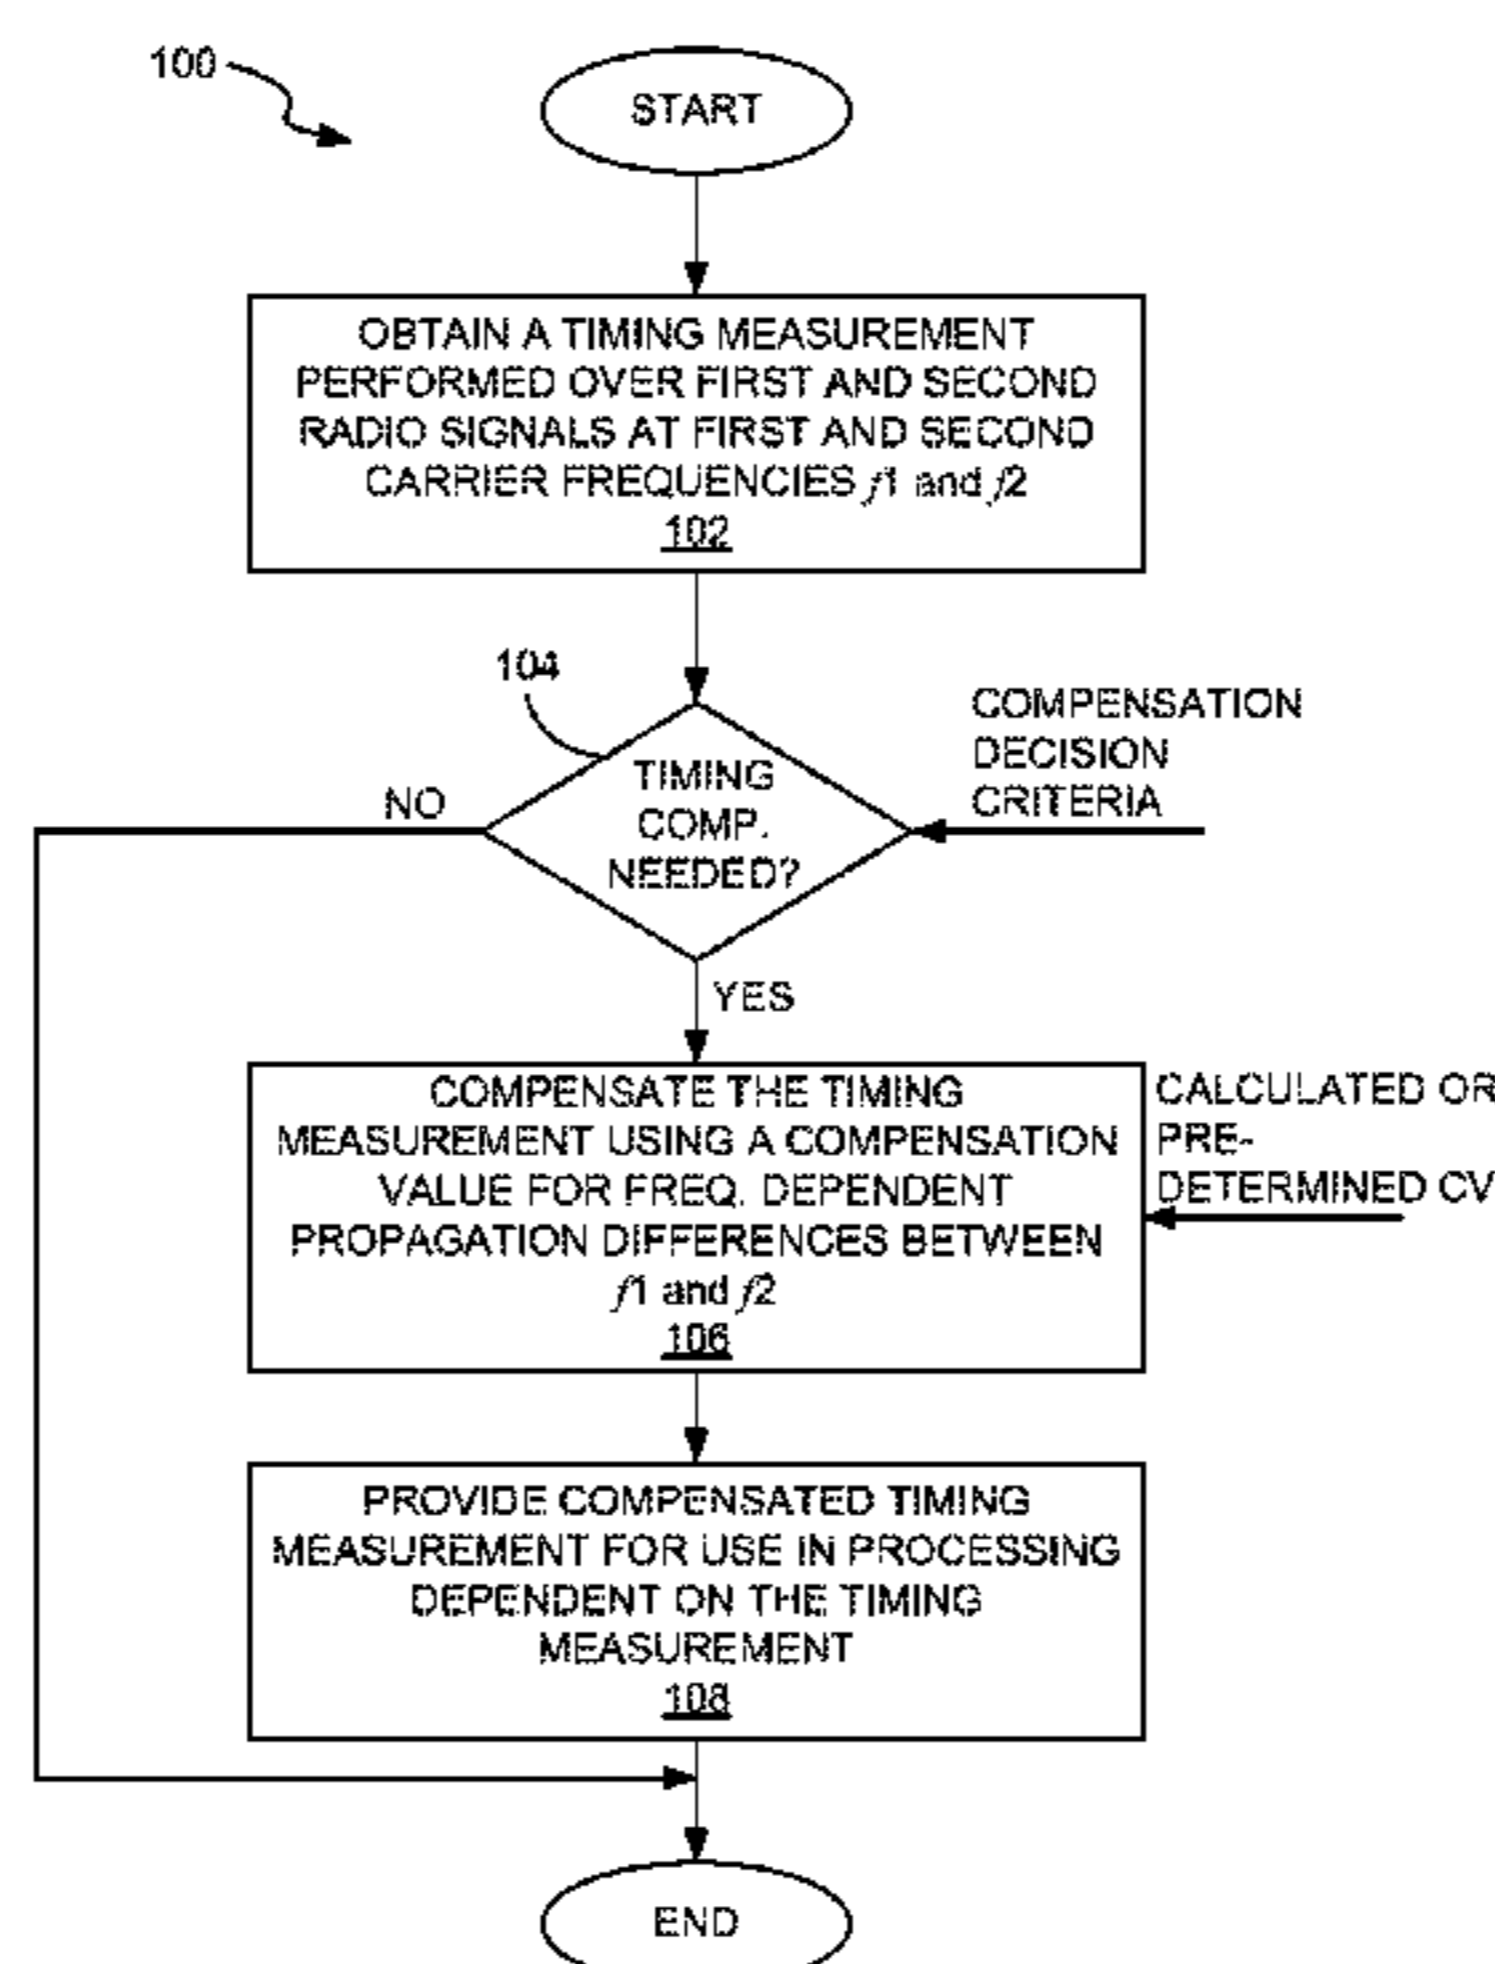 100
START
OBTAIN A TIMING MEASUREMENT
PERFORMED OVER FIRST AND SECOND
RADIO SIGNALS AT FIRST AND SECOND
CARRIER FREQUENCIES f1 and f2
102
104
COMPENSATION
DECISION
CRITERIA
NO
TIMING
COMP.
NEEDED?
YES
COMPENSATE THE TIMING
MEASUREMENT USING A COMPENSATION
VALUE FOR FREQ. DEPENDENT
PROPAGATION DIFFERENCES BETWEEN
f1 and f2
106
CALCULATED OR
PRE-
DETERMINED CV
PROVIDE COMPENSATED TIMING
MEASUREMENT FOR USE IN PROCESSING
DEPENDENT ON THE TIMING
MEASUREMENT
108
END